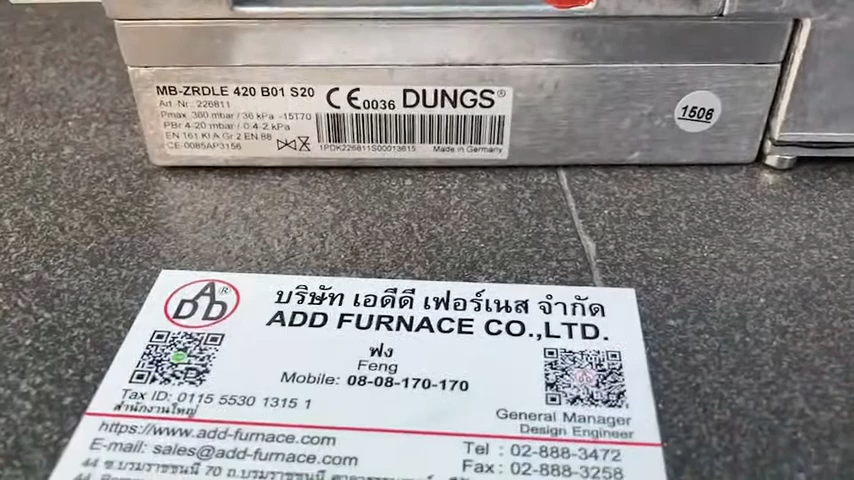 MB-ZRDLE 420 B01 S20
Art.-Nr.: 226811
Pmax: 360 mbar / 36 kPa -15T70
PBr 4-20 mbar / 0.4-2 kPa
EN 161 Kl.A Gr.2 EN 88
CE-0085AP3156
CE 0036 DUNGS®
1PDK226811S00013615 Made in Germany
1506
ADD®
บริษัท เอดีดี เฟอร์เนส จำกัด
ADD FURNACE CO.,LTD.
ฟง
Feng
Mobile: 08-08-170-170
TAX ID: 0115 5530 1315 1
สำนักงานใหญ่
General Manager
Design Engineer
https://www.add-furnace.com
E-mail: sales@add-furnace.com
Tel : 02-888-3472
Fax : 02-888-3258
44 ซ.บรมราชชนนี 70 ถ.บรมราชชนนี